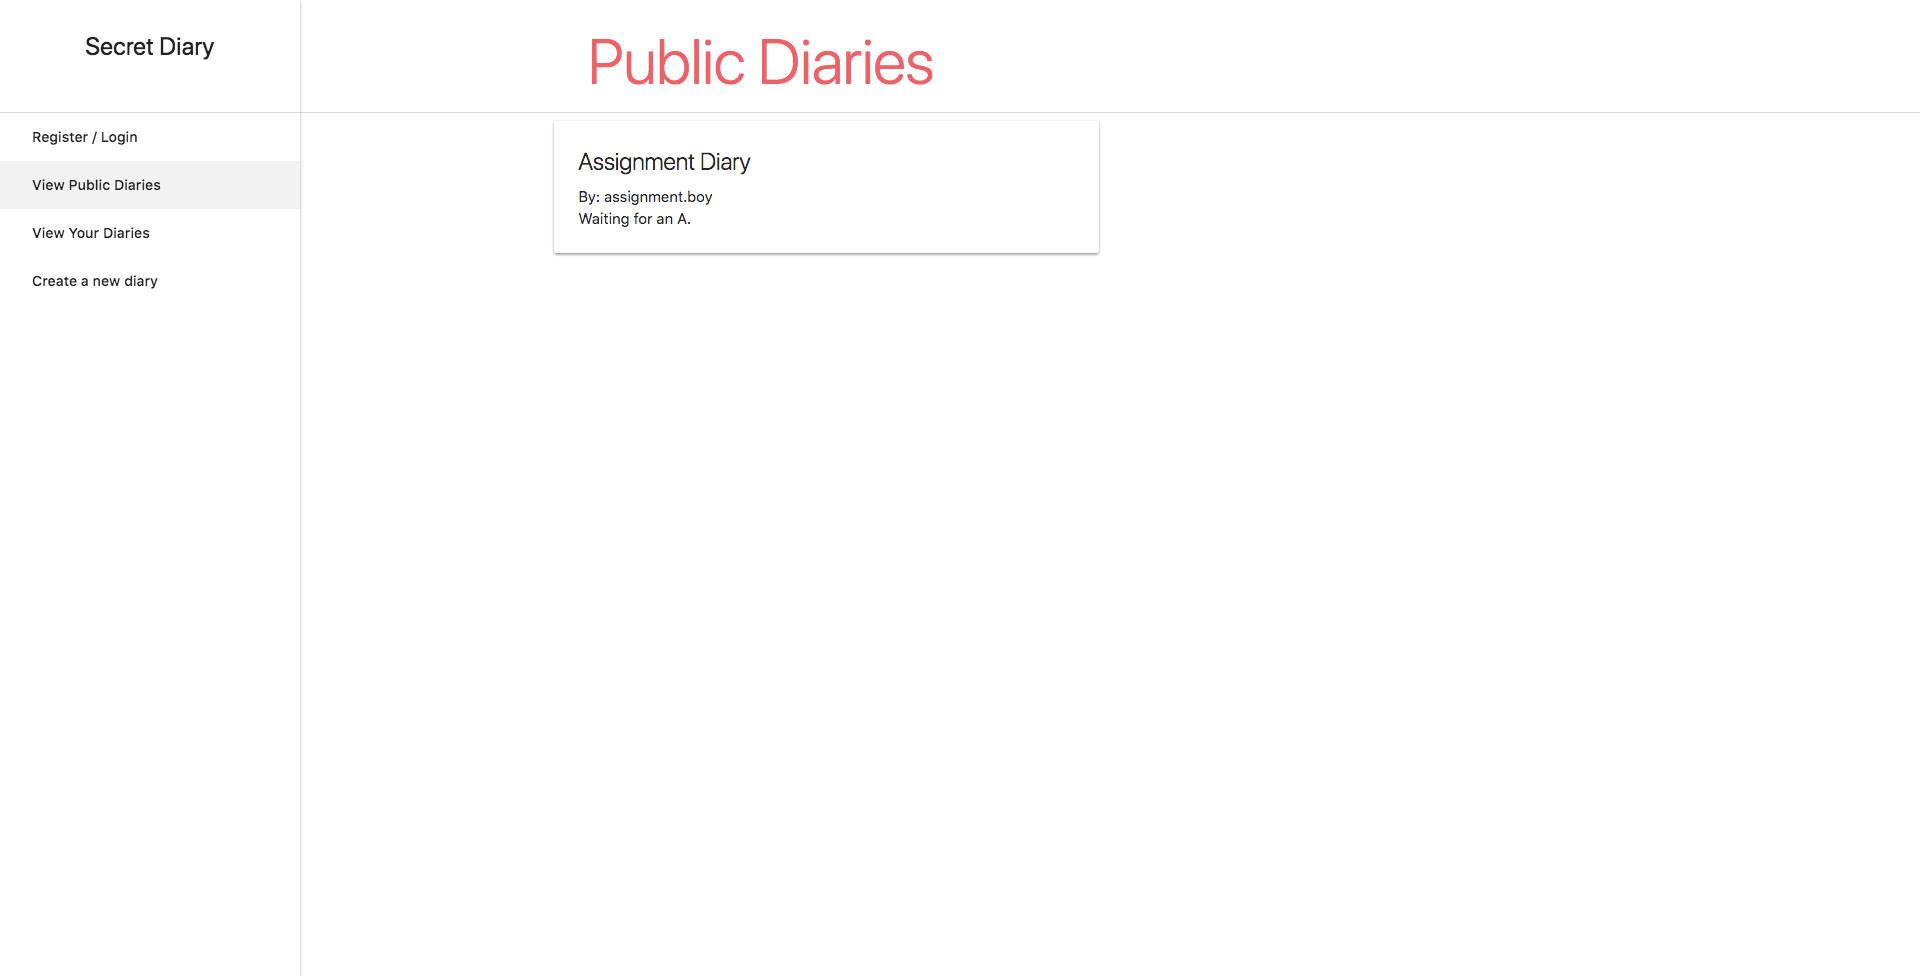 Secret Diary
Register / Login
View Public Diaries
View Your Diaries
Create a new diary
Public Diaries
Assignment Diary
By: assignment.boy
Waiting for an A.